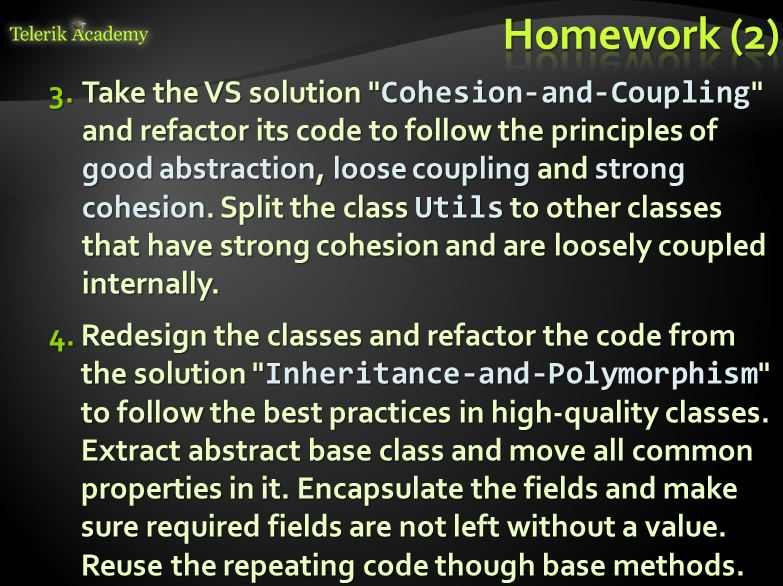 Telerik Academy
Homework (2)
3. Take the VS solution "Cohesion-and-Coupling"
and refactor its code to follow the principles of
good abstraction, loose coupling and strong
cohesion. Split the class Utils to other classes
that have strong cohesion and are loosely coupled
internally.
4. Redesign the classes and refactor the code from
the solution "Inheritance-and-Polymorphism"
to follow the best practices in high-quality classes.
Extract abstract base class and move all common
properties in it. Encapsulate the fields and make
sure required fields are not left without a value.
Reuse the repeating code though base methods.